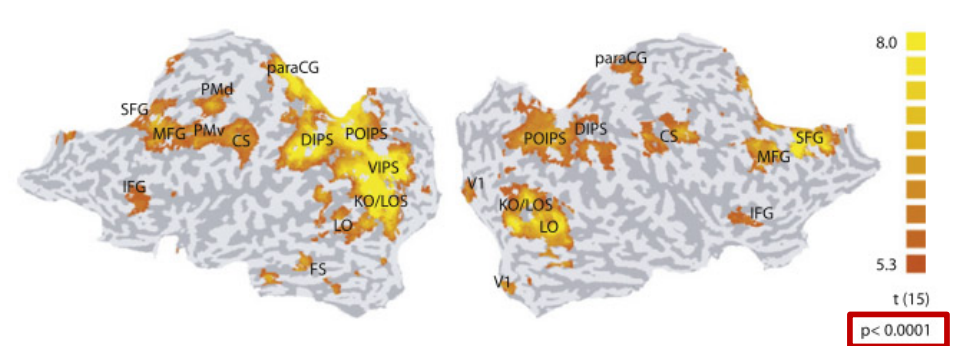 paraCG
PMd
SFG
MFG PMv CS
DIPS POIPS
VIPS
KO/LOS
IFG
LO
FS
paraCG
POIPS DIPS CS
SFG
MFG
V1
KO/LOS
LO
IFG
V1
8.0
5.3
t (15)
p< 0.0001